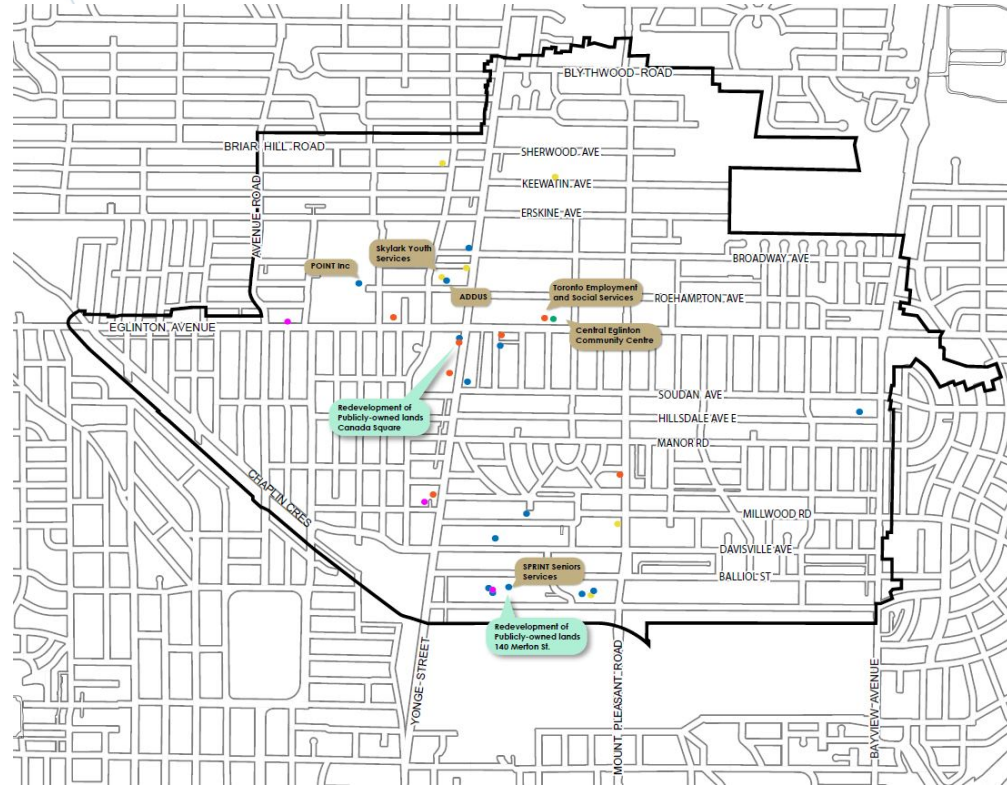 BLYTHWOOD ROAD
BRIAR HILL ROAD
SHERWOOD AVE
KEEWATIN AVE
ERSKINE AVE
AVENUE ROAD
Skylark Youth
Services
BROADWAY AVE
POINT Inc
ADDUS
Toronto Employment
and Social Services
ROEHAMPTON AVE
EGLINTON AVENUE
Central Eglinton
Community Centre
SOUDAN AVE
Redevelopment of
Publicly-owned lands
Canada Square
HILLSDALE AVE E
MANOR RD
CHAPLIN CRES
MILLWOOD RD
DAVISVILLE AVE
SPRINT Seniors
Services
BALLIOL ST
Redevelopment of
Publicly-owned lands
140 Merton St.
YONGE STREET
MOUNT PLEASANT ROAD
BAYVIEW AVENUE